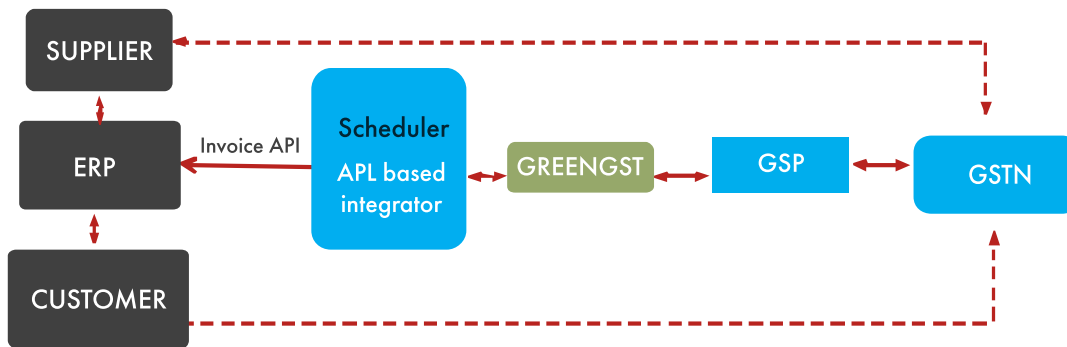 SUPPLIER
ERP
CUSTOMER
Invoice API
Scheduler
APL based
integrator
GREENGST
GSP
GSTN